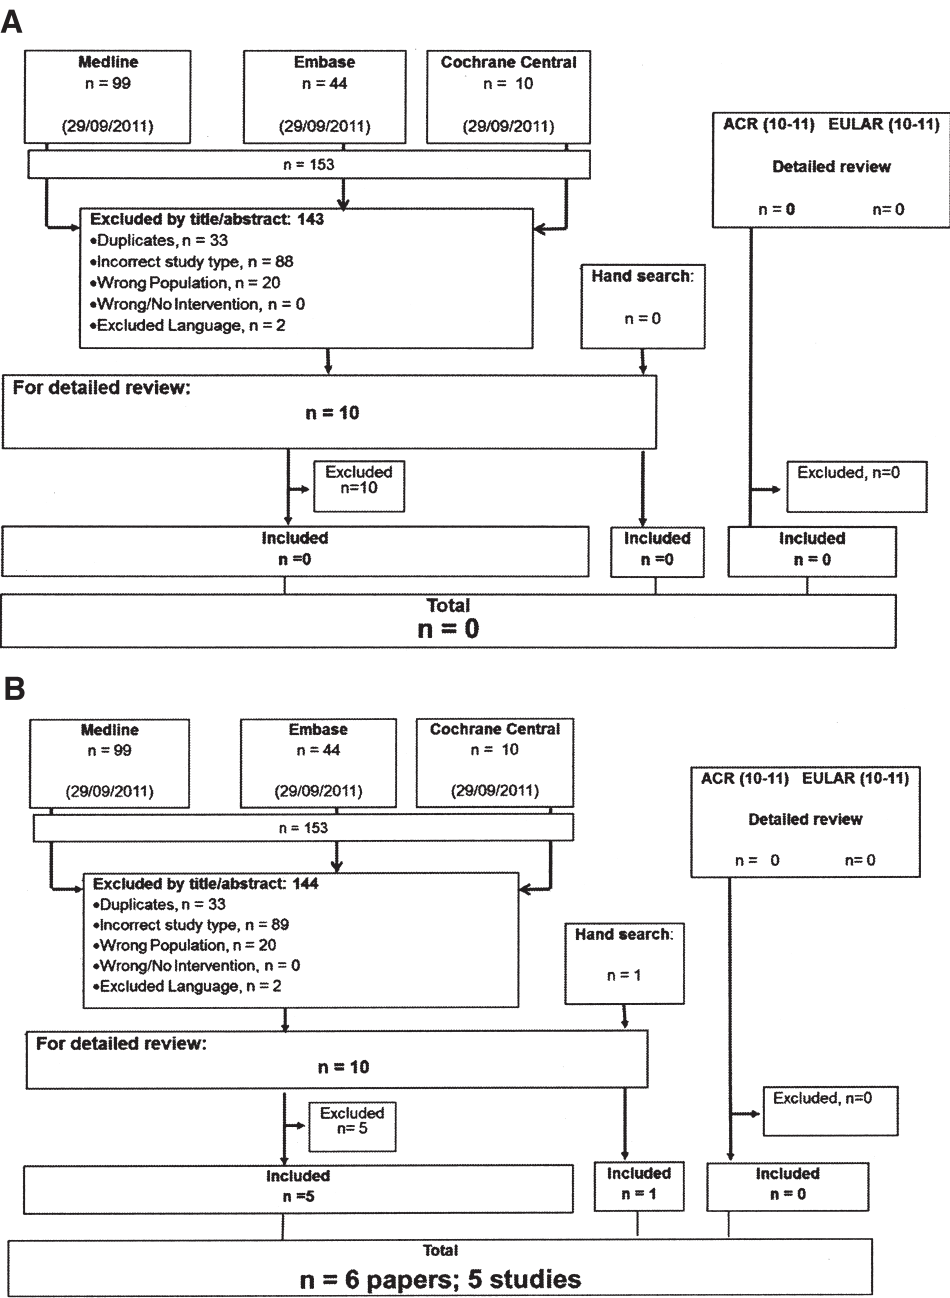 A
Medline
n = 99
(29/09/2011)
Embase
n = 44
(29/09/2011)
Cochrane Central
n = 10
(29/09/2011)
n = 153
ACR (10-11) EULAR (10-11)
Detailed review
n = 0 n= 0
Excluded by title/abstract: 143
•Duplicates, n = 33
•Incorrect study type, n = 88
•Wrong Population, n = 20
•Wrong/No Intervention, n = 0
•Excluded Language, n = 2
Hand search:
n = 0
For detailed review:
n = 10
Excluded
n=10
Excluded, n=0
Included
n =0
Included
n =0
Included
n = 0
Total
n = 0
B
Medline
n = 99
(29/09/2011)
Embase
n = 44
(29/09/2011)
Cochrane Central
n = 10
(29/09/2011)
n = 153
ACR (10-11) EULAR (10-11)
Detailed review
n = 0 n= 0
Excluded by title/abstract: 144
•Duplicates, n = 33
•Incorrect study type, n = 89
•Wrong Population, n = 20
•Wrong/No Intervention, n = 0
•Excluded Language, n = 2
Hand search:
n = 1
For detailed review:
n = 10
Excluded
n= 5
Excluded, n=0
Included
n =5
Included
n = 1
Included
n = 0
Total
n = 6 papers; 5 studies